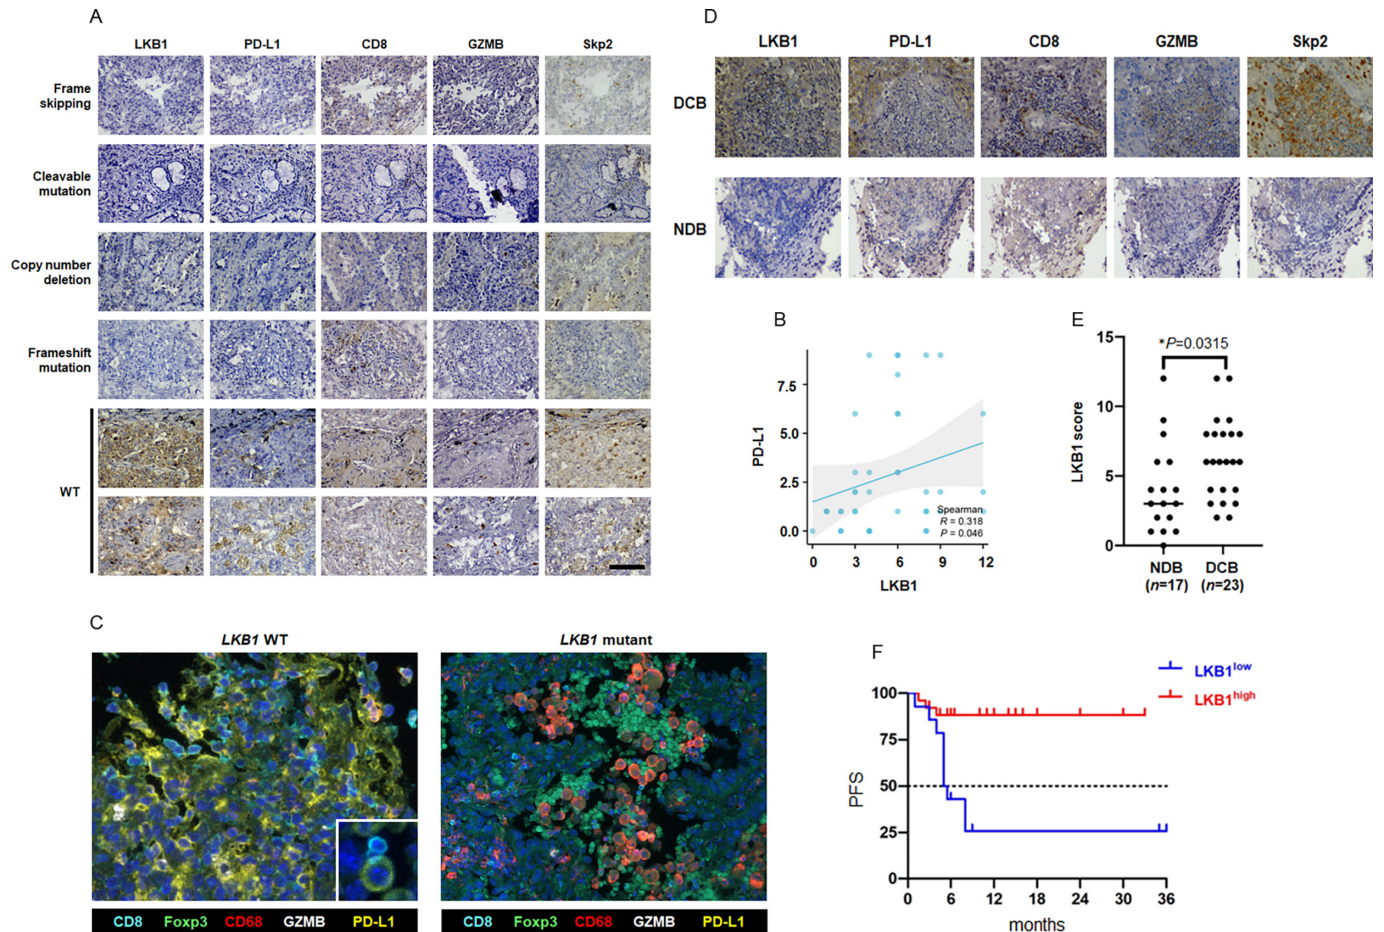 A
LKB1 PD-L1 CD8 GZMB Skp2
Frame
skipping
Cleavable
mutation
Copy number
deletion
Frameshift
mutation
WT
D
LKB1 PD-L1 CD8 GZMB Skp2
DCB
NDB
B
PD-L1
7.5
5.0
2.5
0.0
Spearman
R = 0.318
P = 0.046
0 3 6 9 12
LKB1
E
*P=0.0315
LKB1 score
15
10
5
0
NDB DCB
(n=17) (n=23)
C
LKB1 WT LKB1 mutant
CD8 Foxp3 CD68 GZMB PD-L1
CD8 Foxp3 CD68 GZMB PD-L1
F
LKB1low
LKB1high
PFS
100
75
50
25
0
0 6 12 18 24 30 36
months